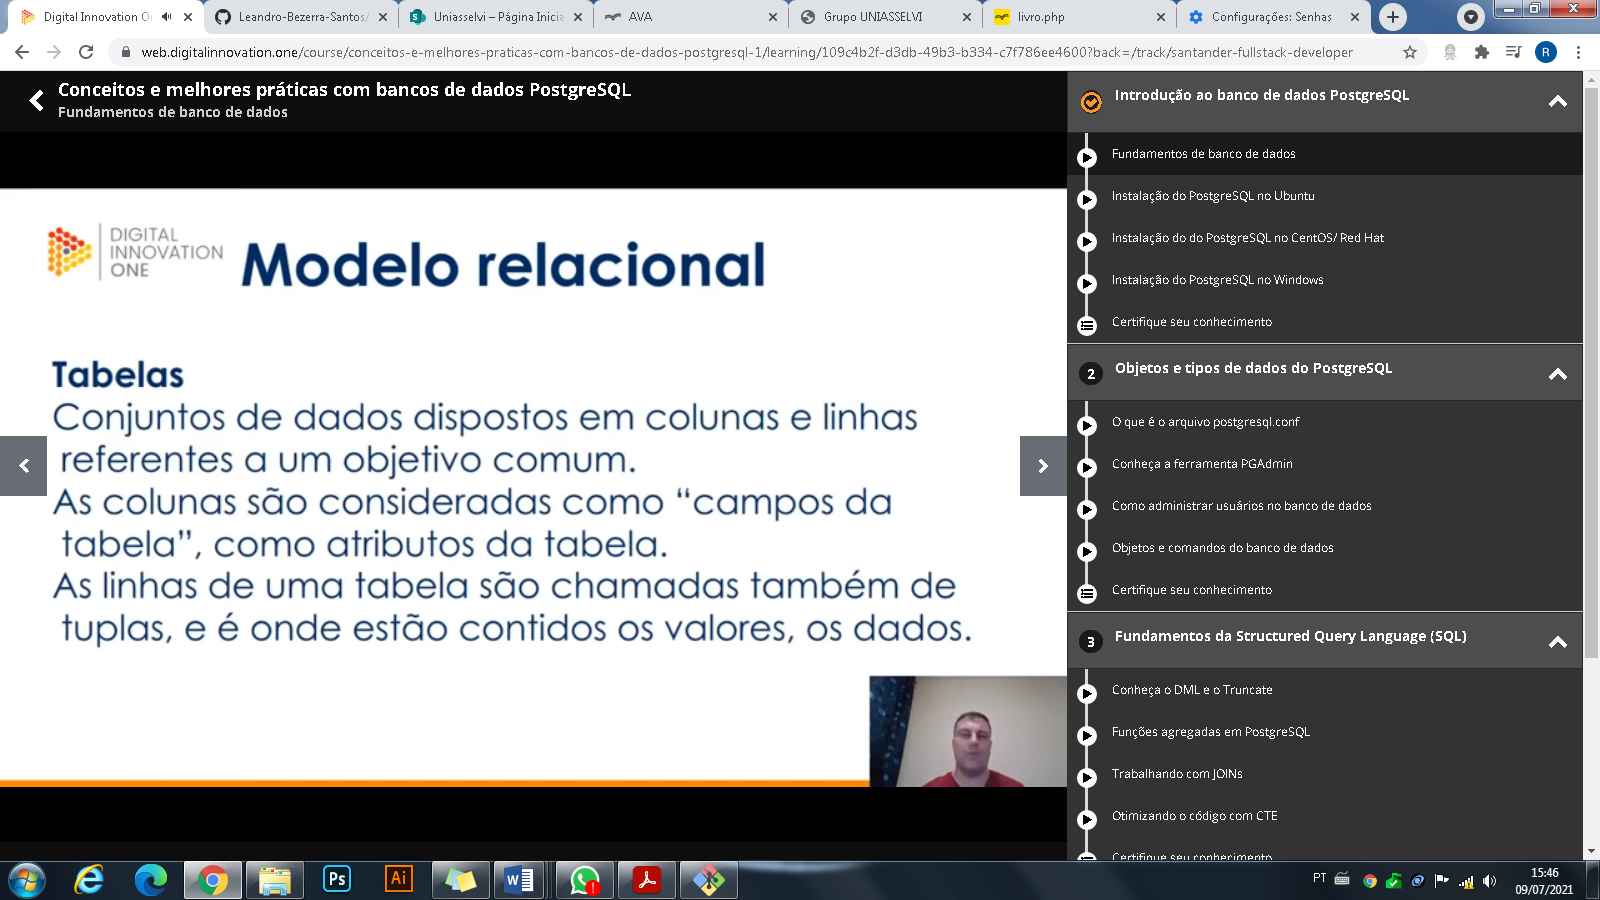 Digital Innovation O
Leandro-Bezerra-Santos/
Uniasselvi – Página Inicia
AVA
Grupo UNIASSELVI
livro.php
Configurações: Senhas
web.digitalinnovation.one/course/conceitos-e-melhores-praticas-com-bancos-de-dados-postgresql-1/learning/109c4b2f-d3db-49b3-b334-c7f786ee4600?back=/track/santander-fullstack-developer
R
Conceitos e melhores práticas com bancos de dados PostgreSQL
Fundamentos de banco de dados
DIGITAL
INNOVATION
ONE
Modelo relacional
Tabelas
Conjuntos de dados dispostos em colunas e linhas
referentes a um objetivo comum.
As colunas são consideradas como “campos da
tabela”, como atributos da tabela.
As linhas de uma tabela são chamadas também de
tuplas, e é onde estão contidos os valores, os dados.
Introdução ao banco de dados PostgreSQL
Fundamentos de banco de dados
Instalação do PostgreSQL no Ubuntu
Instalação do do PostgreSQL no CentOS/ Red Hat
Instalação do PostgreSQL no Windows
Certifique seu conhecimento
2 Objetos e tipos de dados do PostgreSQL
O que é o arquivo postgresql.conf
Conheça a ferramenta PGAdmin
Como administrar usuários no banco de dados
Objetos e comandos do banco de dados
Certifique seu conhecimento
3 Fundamentos da Structured Query Language (SQL)
Conheça o DML e o Truncate
Funções agregadas em PostgreSQL
Trabalhando com JOINs
Otimizando o código com CTE
Certifique seu conhecimento
Ps
Ai
W
PT
15:46
09/07/2021